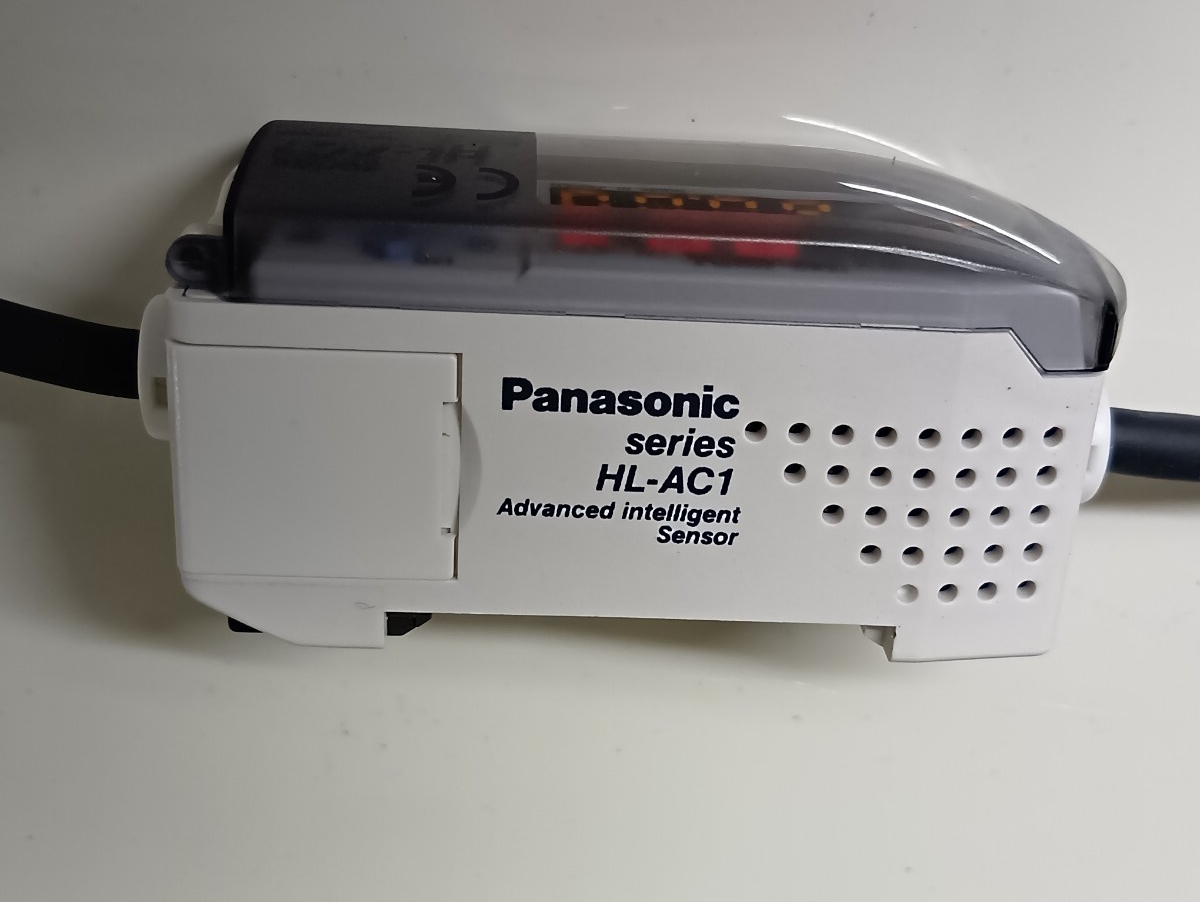 Panasonic
series
HL-AC1
Advanced intelligent
Sensor